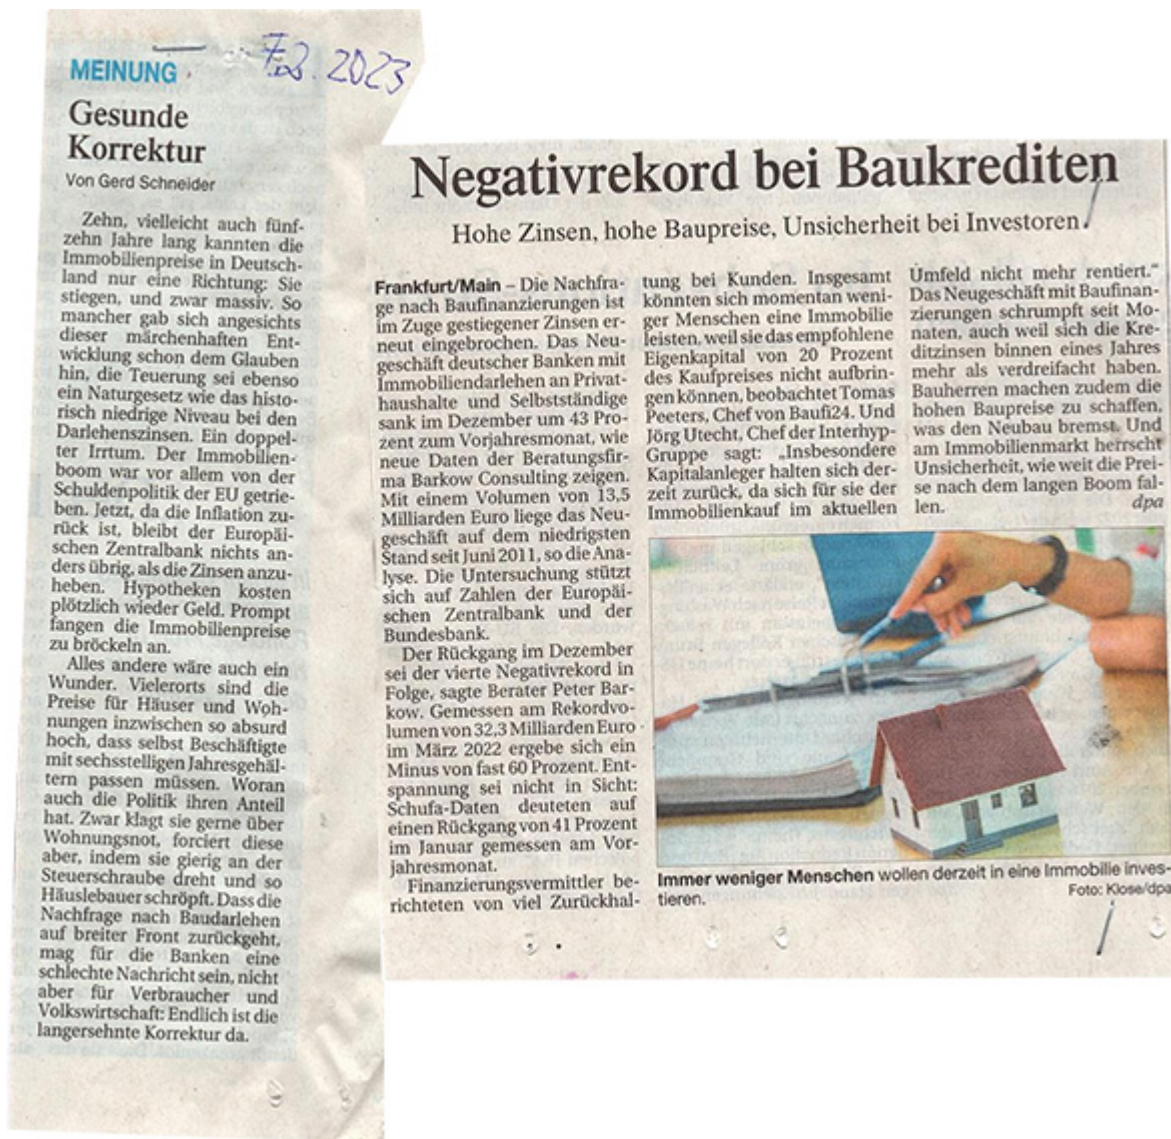 7.2.2023
MEINUNG
Gesunde
Korrektur
Von Gerd Schneider
Zehn, vielleicht auch fünf-
zehn Jahre lang kannten die
Immobilienpreise in Deutsch-
land nur eine Richtung: Sie
stiegen, und zwar massiv. So
mancher gab sich angesichts
dieser märchenhaften Ent-
wicklung schon dem Glauben
hin, die Teuerung sei ebenso
ein Naturgesetz wie das histo-
risch niedrige Niveau bei den
Darlehenszinsen. Ein doppel-
ter Irrtum. Der Immobilien-
boom war vor allem von der
Schuldenpolitik der EU getrie-
ben. Jetzt, da die Inflation zu-
rück ist, bleibt der Europäi-
schen Zentralbank nichts an-
ders übrig, als die Zinsen anzu-
heben. Hypotheken kosten
plötzlich wieder Geld. Prompt
fangen die Immobilienpreise
zu bröckeln an.
Alles andere wäre auch ein
Wunder. Vielerorts sind die
Preise für Häuser und Woh-
nungen inzwischen so absurd
hoch, dass selbst Beschäftigte
mit sechsstelligen Jahresgehäl-
tern passen müssen. Woran
auch die Politik ihren Anteil
hat. Zwar klagt sie gerne über
Wohnungsnot, forciert diese
aber, indem sie gierig an der
Steuerschraube dreht und so
Häuslebauer schröpft. Dass die
Nachfrage nach Baudarlehen
auf breiter Front zurückgeht,
mag für die Banken eine
schlechte Nachricht sein, nicht
aber für Verbraucher und
Volkswirtschaft: Endlich ist die
langersehnte Korrektur da.
Negativrekord bei Baukrediten
Hohe Zinsen, hohe Baupreise, Unsicherheit bei Investoren
Frankfurt/Main – Die Nachfra-
ge nach Baufinanzierungen ist
im Zuge gestiegener Zinsen er-
neut eingebrochen. Das Neu-
geschäft deutscher Banken mit
Immobiliendarlehen an Privat-
haushalte und Selbstständige
sank im Dezember um 43 Pro-
zent zum Vorjahresmonat, wie
neue Daten der Beratungsfir-
ma Barkow Consulting zeigen.
Mit einem Volumen von 13,5
Milliarden Euro liege das Neu-
geschäft auf dem niedrigsten
Stand seit Juni 2011, so die Ana-
lyse. Die Untersuchung stützt
sich auf Zahlen der Europäi-
schen Zentralbank und der
Bundesbank.
Der Rückgang im Dezember
sei der vierte Negativrekord in
Folge, sagte Berater Peter Bar-
kow. Gemessen am Rekordvo-
lumen von 32,3 Milliarden Euro
im März 2022 ergebe sich ein
Minus von fast 60 Prozent. Ent-
spannung sei nicht in Sicht:
Schufa-Daten deuteten auf
einen Rückgang von 41 Prozent
im Januar gemessen am Vor-
jahresmonat.
Finanzierungsvermittler be-
richteten von viel Zurückhal-
tung bei Kunden. Insgesamt
könnten sich momentan weni-
ger Menschen eine Immobilie
leisten, weil sie das empfohlene
Eigenkapital von 20 Prozent
des Kaufpreises nicht aufbrin-
gen können, beobachtet Tomas
Peeters, Chef von Baufi24. Und
Jörg Utecht, Chef der Interhyp-
Gruppe sagt: „Insbesondere
Kapitalanleger halten sich der-
zeit zurück, da sich für sie der
Immobilienkauf im aktuellen
Umfeld nicht mehr rentiert.“
Das Neugeschäft mit Baufinan-
zierungen schrumpft seit Mo-
naten, auch weil sich die Kre-
ditzinsen binnen eines Jahres
mehr als verdreifacht haben.
Bauherren machen zudem die
hohen Baupreise zu schaffen,
was den Neubau bremst. Und
am Immobilienmarkt herrscht
Unsicherheit, wie weit die Prei-
se nach dem langen Boom fal-
len. dpa
Immer weniger Menschen wollen derzeit in eine Immobilie inves-
tieren. Foto: Klose/dpa